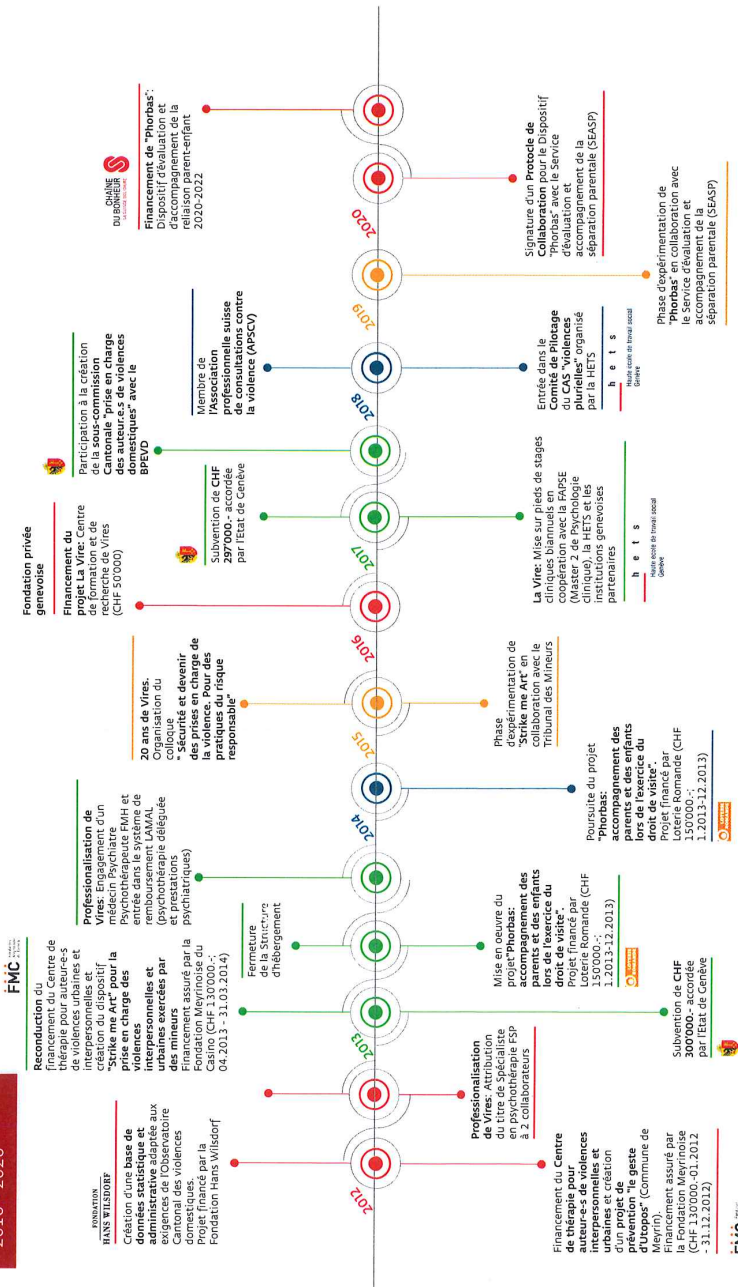 2010 - 2020
FONDATION
HANS WILSDORF
Création d'une base de
données statistique et
administrative adaptée aux
exigences de l'Observatoire
Cantonal des violences
domestiques.
Projet financé par la
Fondation Hans Wilsdorf
2012
Financement du Centre
de thérapie pour
auteur-e-s de violences
interpersonnelles et
urbaines et création
d'un projet de
prévention "le geste
d'Utopos" (Commune de
Meyrin).
Financement assuré par
la Fondation Meyrinoise
(CHF 130'000.-01.2012
- 31.12.2012)
FMC
Professionalisation
de Vires: Attribution
du titre de Spécialiste
en psychothérapie FSP
à 2 collaborateurs
FMC
Reconduction du
financement du Centre de
thérapie pour auteur-e-s
de violences urbaines et
interpersonnelles et
création du dispositif
"Strike me Art" pour la
prise en charge des
violences
interpersonnelles et
urbaines exercées par
des mineurs
Financement assuré par la
Fondation Meyrinoise du
Casino (CHF 130'000.-;
04.2013 - 31.03.2014)
2013
Subvention de CHF
300'000.- accordée
par l'Etat de Genève
Fermeture
de la Structure
d'hébergement
Mise en oeuvre du
projet"Phorbas:
accompagnement des
parents et des enfants
lors de l'exercice du
droit de visite".
Projet financé par
Loterie Romande (CHF
150'000.-;
1.2013-12.2013)
Professionalisation de
Vires: Engagement d'un
médecin Psychiatre
Psychothérapeute FMH et
entrée dans le système de
remboursement LAMAL
(psychothérapie déléguée
et prestations
psychiatriques)
2014
Poursuite du projet
"Phorbas:
accompagnement des
parents et des enfants
lors de l'exercice du
droit de visite".
Projet financé par
Loterie Romande (CHF
150'000.-;
1.2013-12.2013)
20 ans de Vires.
Organisation du
colloque
" Sécurité et devenir
des prises en charge de
la violence. Pour des
pratiques du risque
responsable"
2015
Phase
d'expérimentation de
"Strike me Art" en
collaboration avec le
Tribunal des Mineurs
Fondation privée
genevoise
Financement du
projet La Vire: Centre
de formation et de
recherche de Vires
(CHF 50'000)
2016
Subvention de CHF
297'000.- accordée
par l'Etat de Genève
2017
La Vire: Mise sur pieds de stages
cliniques biannuels en
coopération avec la FAPSE
(Master 2 de Psychologie
clinique), la HETS et les
institutions genevoises
partenaires
h e t s
Haute école de travail social
Genève
Participation à la création
de la sous-commission
Cantonale "prise en charge
des auteur.e.s de violences
domestiques" avec le
BPEVD
Membre de
l'Association
professionnelle suisse
de consultations contre
la violence (APSCV)
2018
Entrée dans le
Comité de Pilotage
du CAS "violences
plurielles" organisé
par la HETS
h e t s
Haute école de travail social
Genève
2019
Phase d'expérimentation de
"Phorbas" en collaboration avec
le Service d'évaluation et
accompagnement de la
séparation parentale (SEASP)
2020
Signature d'un Protocle de
Collaboration pour le Dispositif
"Phorbas" avec le Service
d'évaluation et
accompagnement de la
séparation parentale (SEASP)
CHAÎNE
DU BONHEUR
Financement de "Phorbas":
Dispositif d'évaluation et
d'accompagnement de la
reliaison parent-enfant
2020-2022